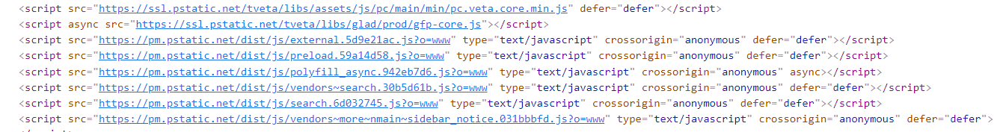 <script src="https://ssl.pstatic.net/tveta/libs/assets/js/pc/main/min/pc.veta.core.min.js" defer="defer"></script>
<script async src="https://ssl.pstatic.net/tveta/libs/glad/prod/gfp-core.js"></script>
<script src="https://pm.pstatic.net/dist/js/external.5d9e21ac.js?o=www" type="text/javascript" crossorigin="anonymous" defer="defer"></script>
<script src="https://pm.pstatic.net/dist/js/preload.59a14d58.js?o=www" type="text/javascript" crossorigin="anonymous" defer="defer"></script>
<script src="https://pm.pstatic.net/dist/js/polyfill_async.942eb7d6.js?o=www" type="text/javascript" crossorigin="anonymous" async></script>
<script src="https://pm.pstatic.net/dist/js/vendors~search.30b5d61b.js?o=www" type="text/javascript" crossorigin="anonymous" defer="defer"></script>
<script src="https://pm.pstatic.net/dist/js/search.6d032745.js?o=www" type="text/javascript" crossorigin="anonymous" defer="defer"></script>
<script src="https://pm.pstatic.net/dist/js/vendors~more~nmain~sidebar_notice.031bbbfd.js?o=www" type="text/javascript" crossorigin="anonymous" defer="defer">